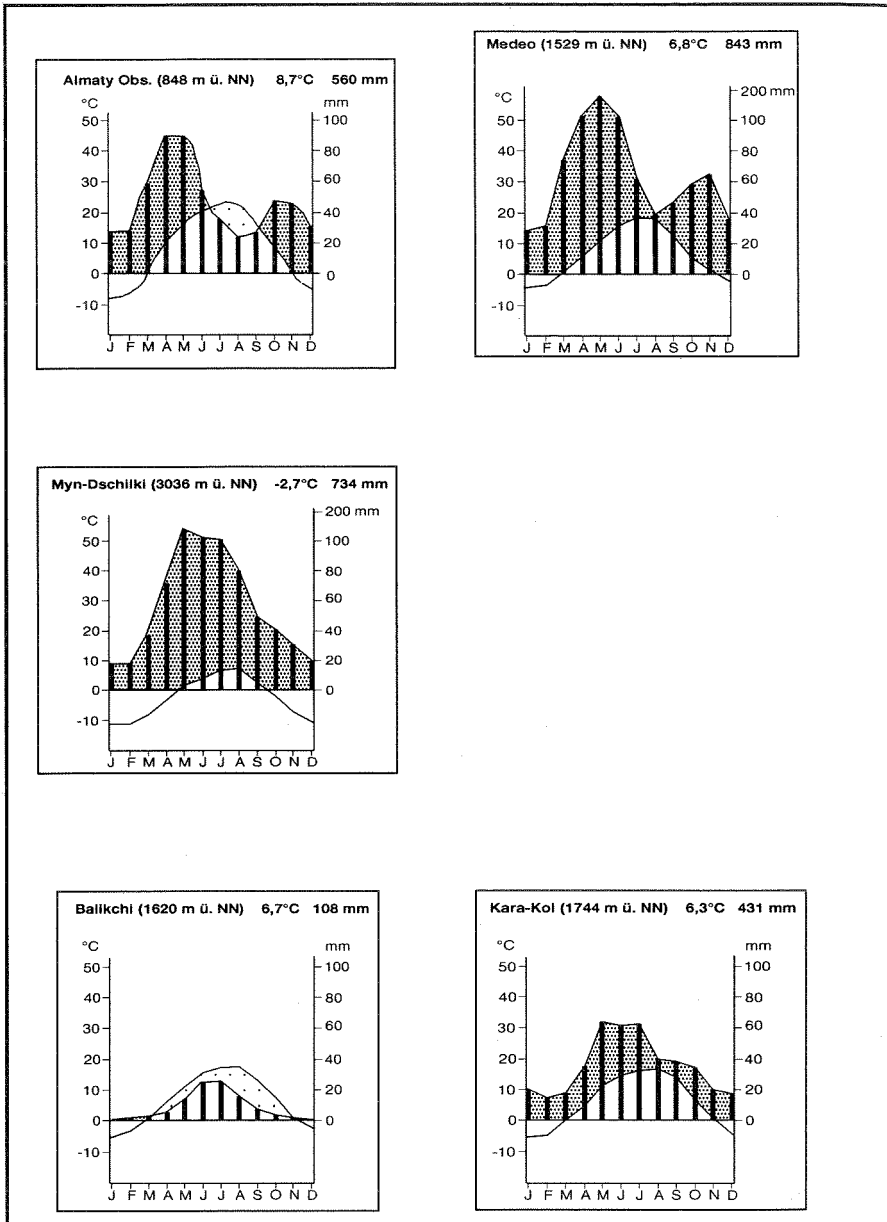 Almaty Obs. (848 m ü. NN) 8,7°C 560 mm
°C mm
50 100
40 80
30 60
20 40
10 20
0 0
-10
J F M A M J J A S O N D
Medeo (1529 m ü. NN) 6,8°C 843 mm
°C 200 mm
50 100
40 80
30 60
20 40
10 20
0 0
-10
J F M A M J J A S O N D
Myn-Dschilki (3036 m ü. NN) -2,7°C 734 mm
°C 200 mm
50 100
40 80
30 60
20 40
10 20
0 0
-10
J F M A M J J A S O N D
Balikchi (1620 m ü. NN) 6,7°C 108 mm
°C mm
50 100
40 80
30 60
20 40
10 20
0 0
-10
J F M A M J J A S O N D
Kara-Kol (1744 m ü. NN) 6,3°C 431 mm
°C mm
50 100
40 80
30 60
20 40
10 20
0 0
-10
J F M A M J J A S O N D